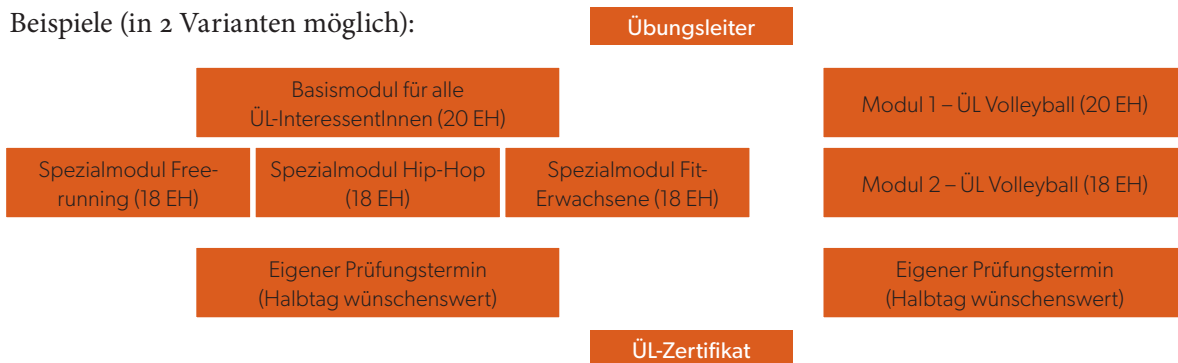 Beispiele (in 2 Varianten möglich):
Übungsleiter
Basismodul für alle
ÜL-InteressentInnen (20 EH)
Modul 1 – ÜL Volleyball (20 EH)
Spezialmodul Free-
running (18 EH)
Spezialmodul Hip-Hop
(18 EH)
Spezialmodul Fit-
Erwachsene (18 EH)
Modul 2 – ÜL Volleyball (18 EH)
Eigener Prüfungstermin
(Halbtag wünschenswert)
Eigener Prüfungstermin
(Halbtag wünschenswert)
ÜL-Zertifikat